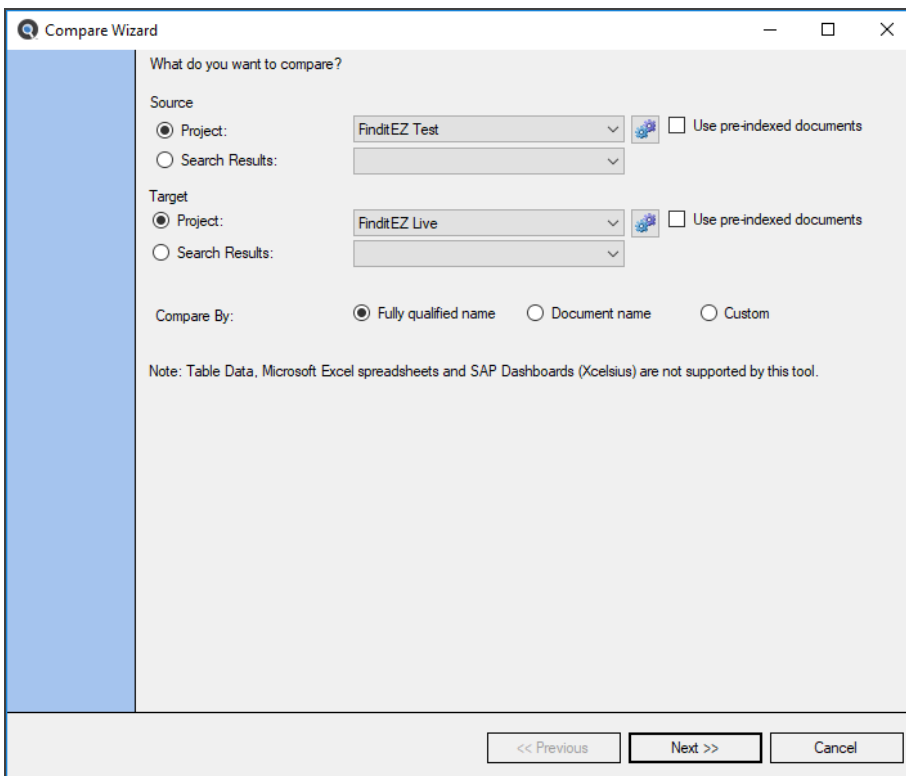 Compare Wizard
What do you want to compare?
Source
Project: FinditEZ Test Use pre-indexed documents
Search Results:
Target
Project: FinditEZ Live Use pre-indexed documents
Search Results:
Compare By: Fully qualified name Document name Custom
Note: Table Data, Microsoft Excel spreadsheets and SAP Dashboards (Xcelsius) are not supported by this tool.
<< Previous Next >> Cancel